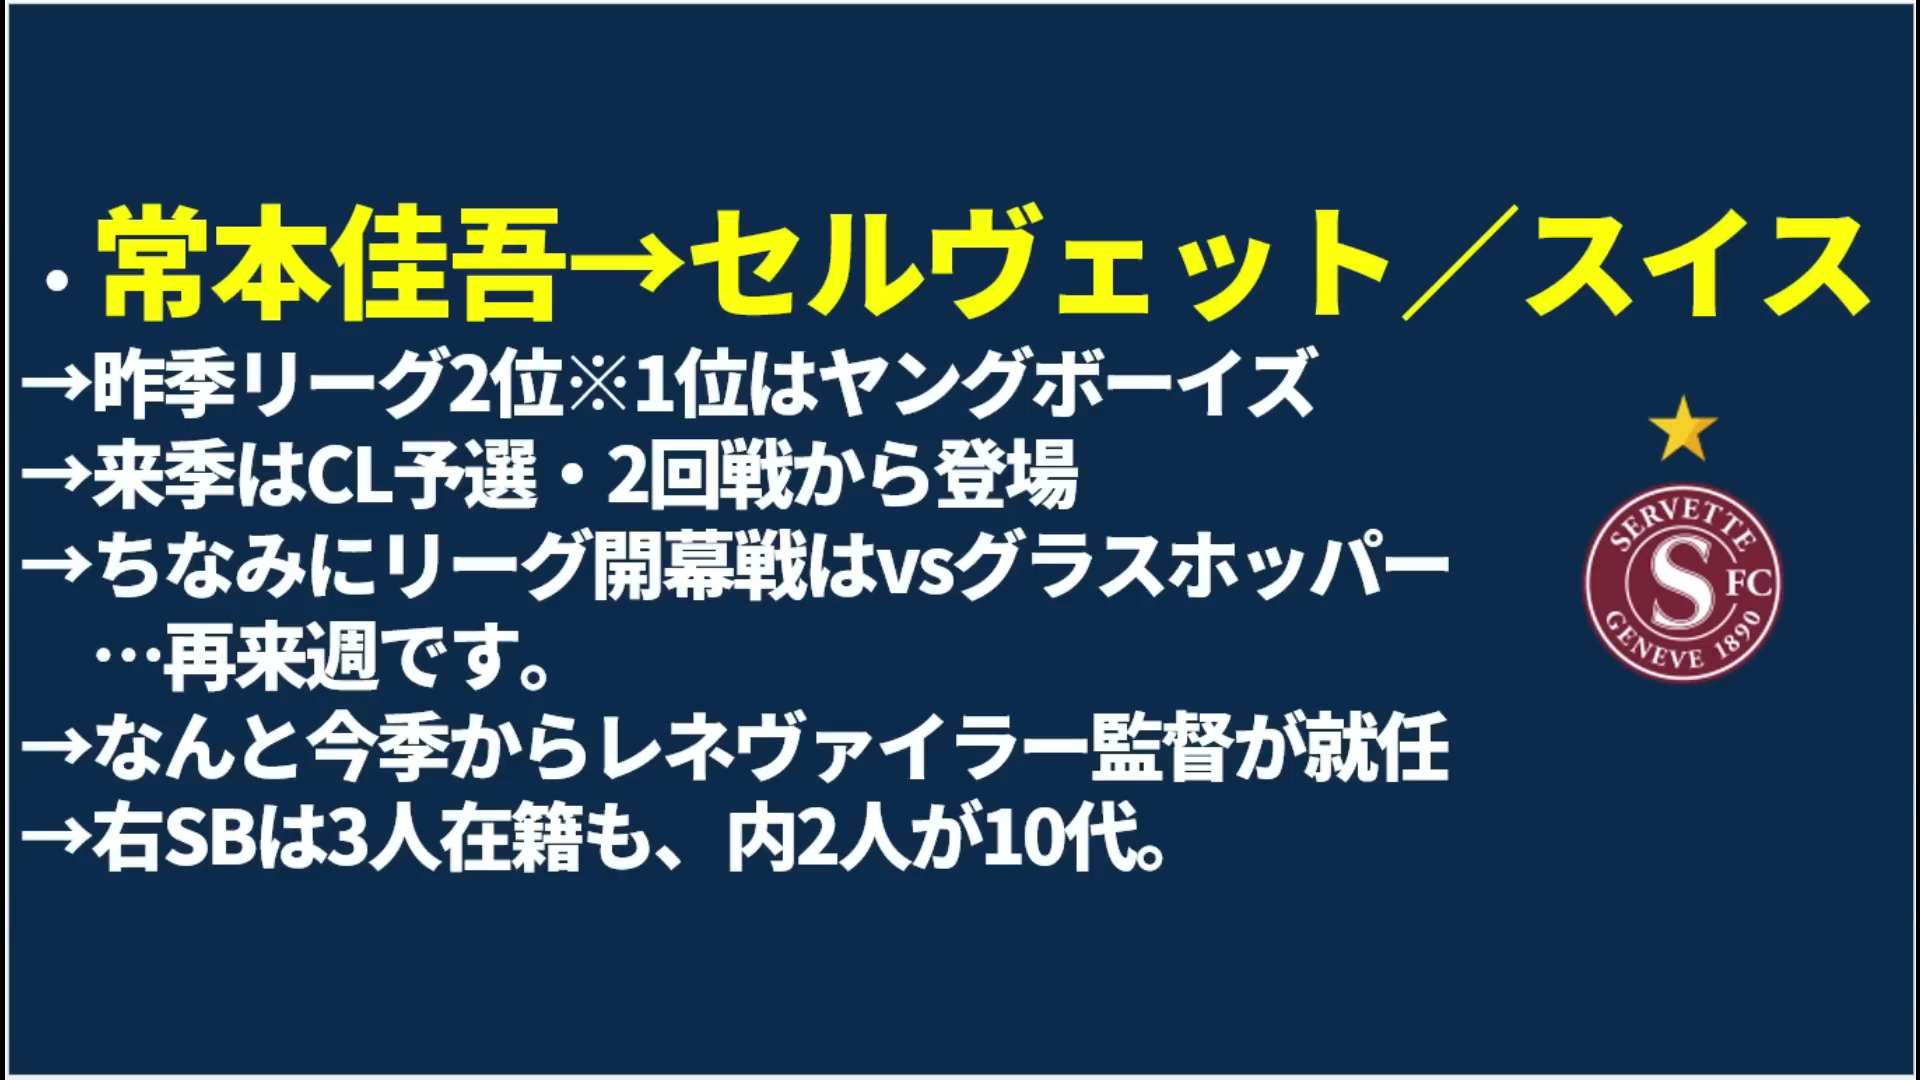 ・常本佳吾→セルヴェット／スイス
→昨季リーグ2位※1位はヤングボーイズ
→来季はCL予選・2回戦から登場
→ちなみにリーグ開幕戦はvsグラスホッパー
…再来週です。
→なんと今季からレネヴァイラー監督が就任
→右SBは3人在籍も、内2人が10代。
SERVETTE
S FC
GENEVE 1890